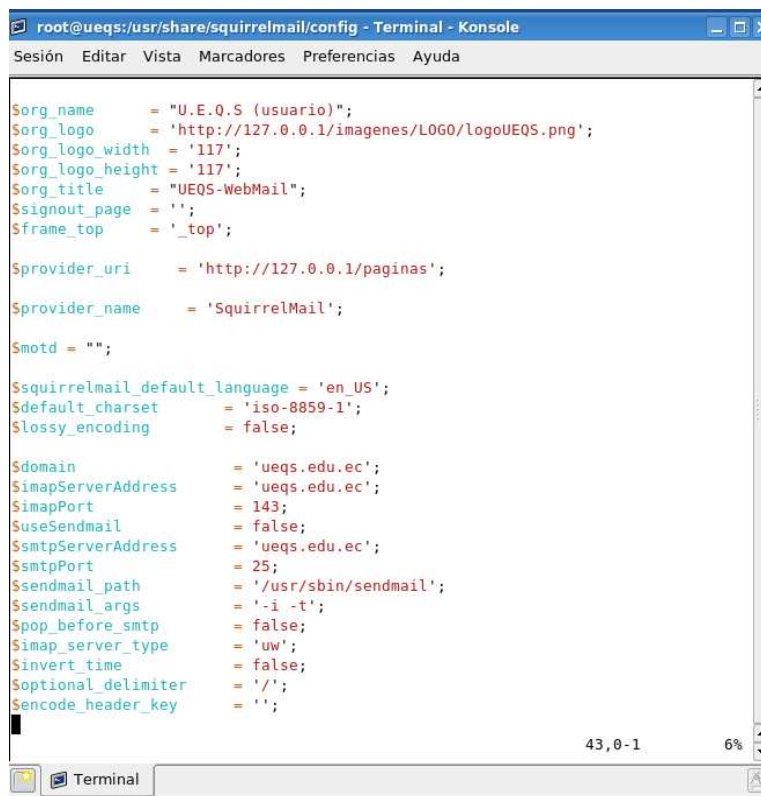 root@ueqs:/usr/share/squirrelmail/config - Terminal - Konsole
Sesión Editar Vista Marcadores Preferencias Ayuda
$org_name = "U.E.Q.S (usuario)";
$org_logo = 'http://127.0.0.1/imagenes/LOGO/logoUEQS.png';
$org_logo_width = '117';
$org_logo_height = '117';
$org_title = "UEQS-WebMail";
$signout_page = '';
$frame_top = '_top';
$provider_uri = 'http://127.0.0.1/paginas';
$provider_name = 'SquirrelMail';
$motd = "";
$squirrelmail_default_language = 'en_US';
$default_charset = 'iso-8859-1';
$lossy_encoding = false;
$domain = 'ueqs.edu.ec';
$imapServerAddress = 'ueqs.edu.ec';
$imapPort = 143;
$useSendmail = false;
$smtpServerAddress = 'ueqs.edu.ec';
$smtpPort = 25;
$sendmail_path = '/usr/sbin/sendmail';
$sendmail_args = '-i -t';
$pop_before_smtp = false;
$imap_server_type = 'uw';
$invert_time = false;
$optional_delimiter = '/';
$encode_header_key = '';
43,0-1 6%
Terminal